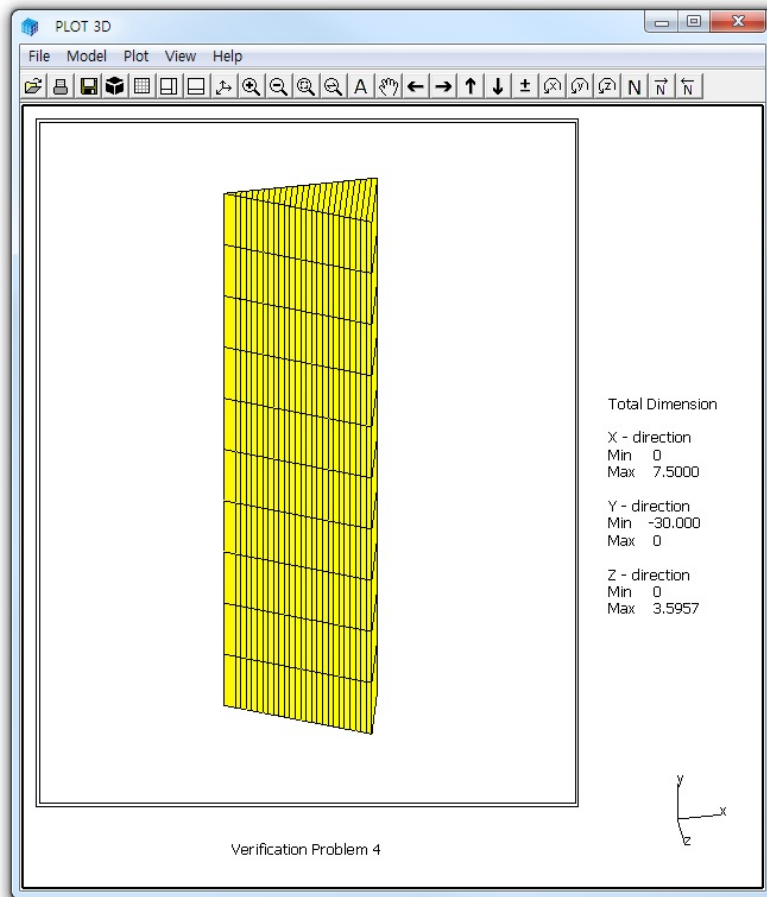 PLOT 3D
File Model Plot View Help
A ± x y z N N N
Total Dimension
X - direction
Min 0
Max 7.5000
Y - direction
Min -30.000
Max 0
Z - direction
Min 0
Max 3.5957
y
x
z
Verification Problem 4